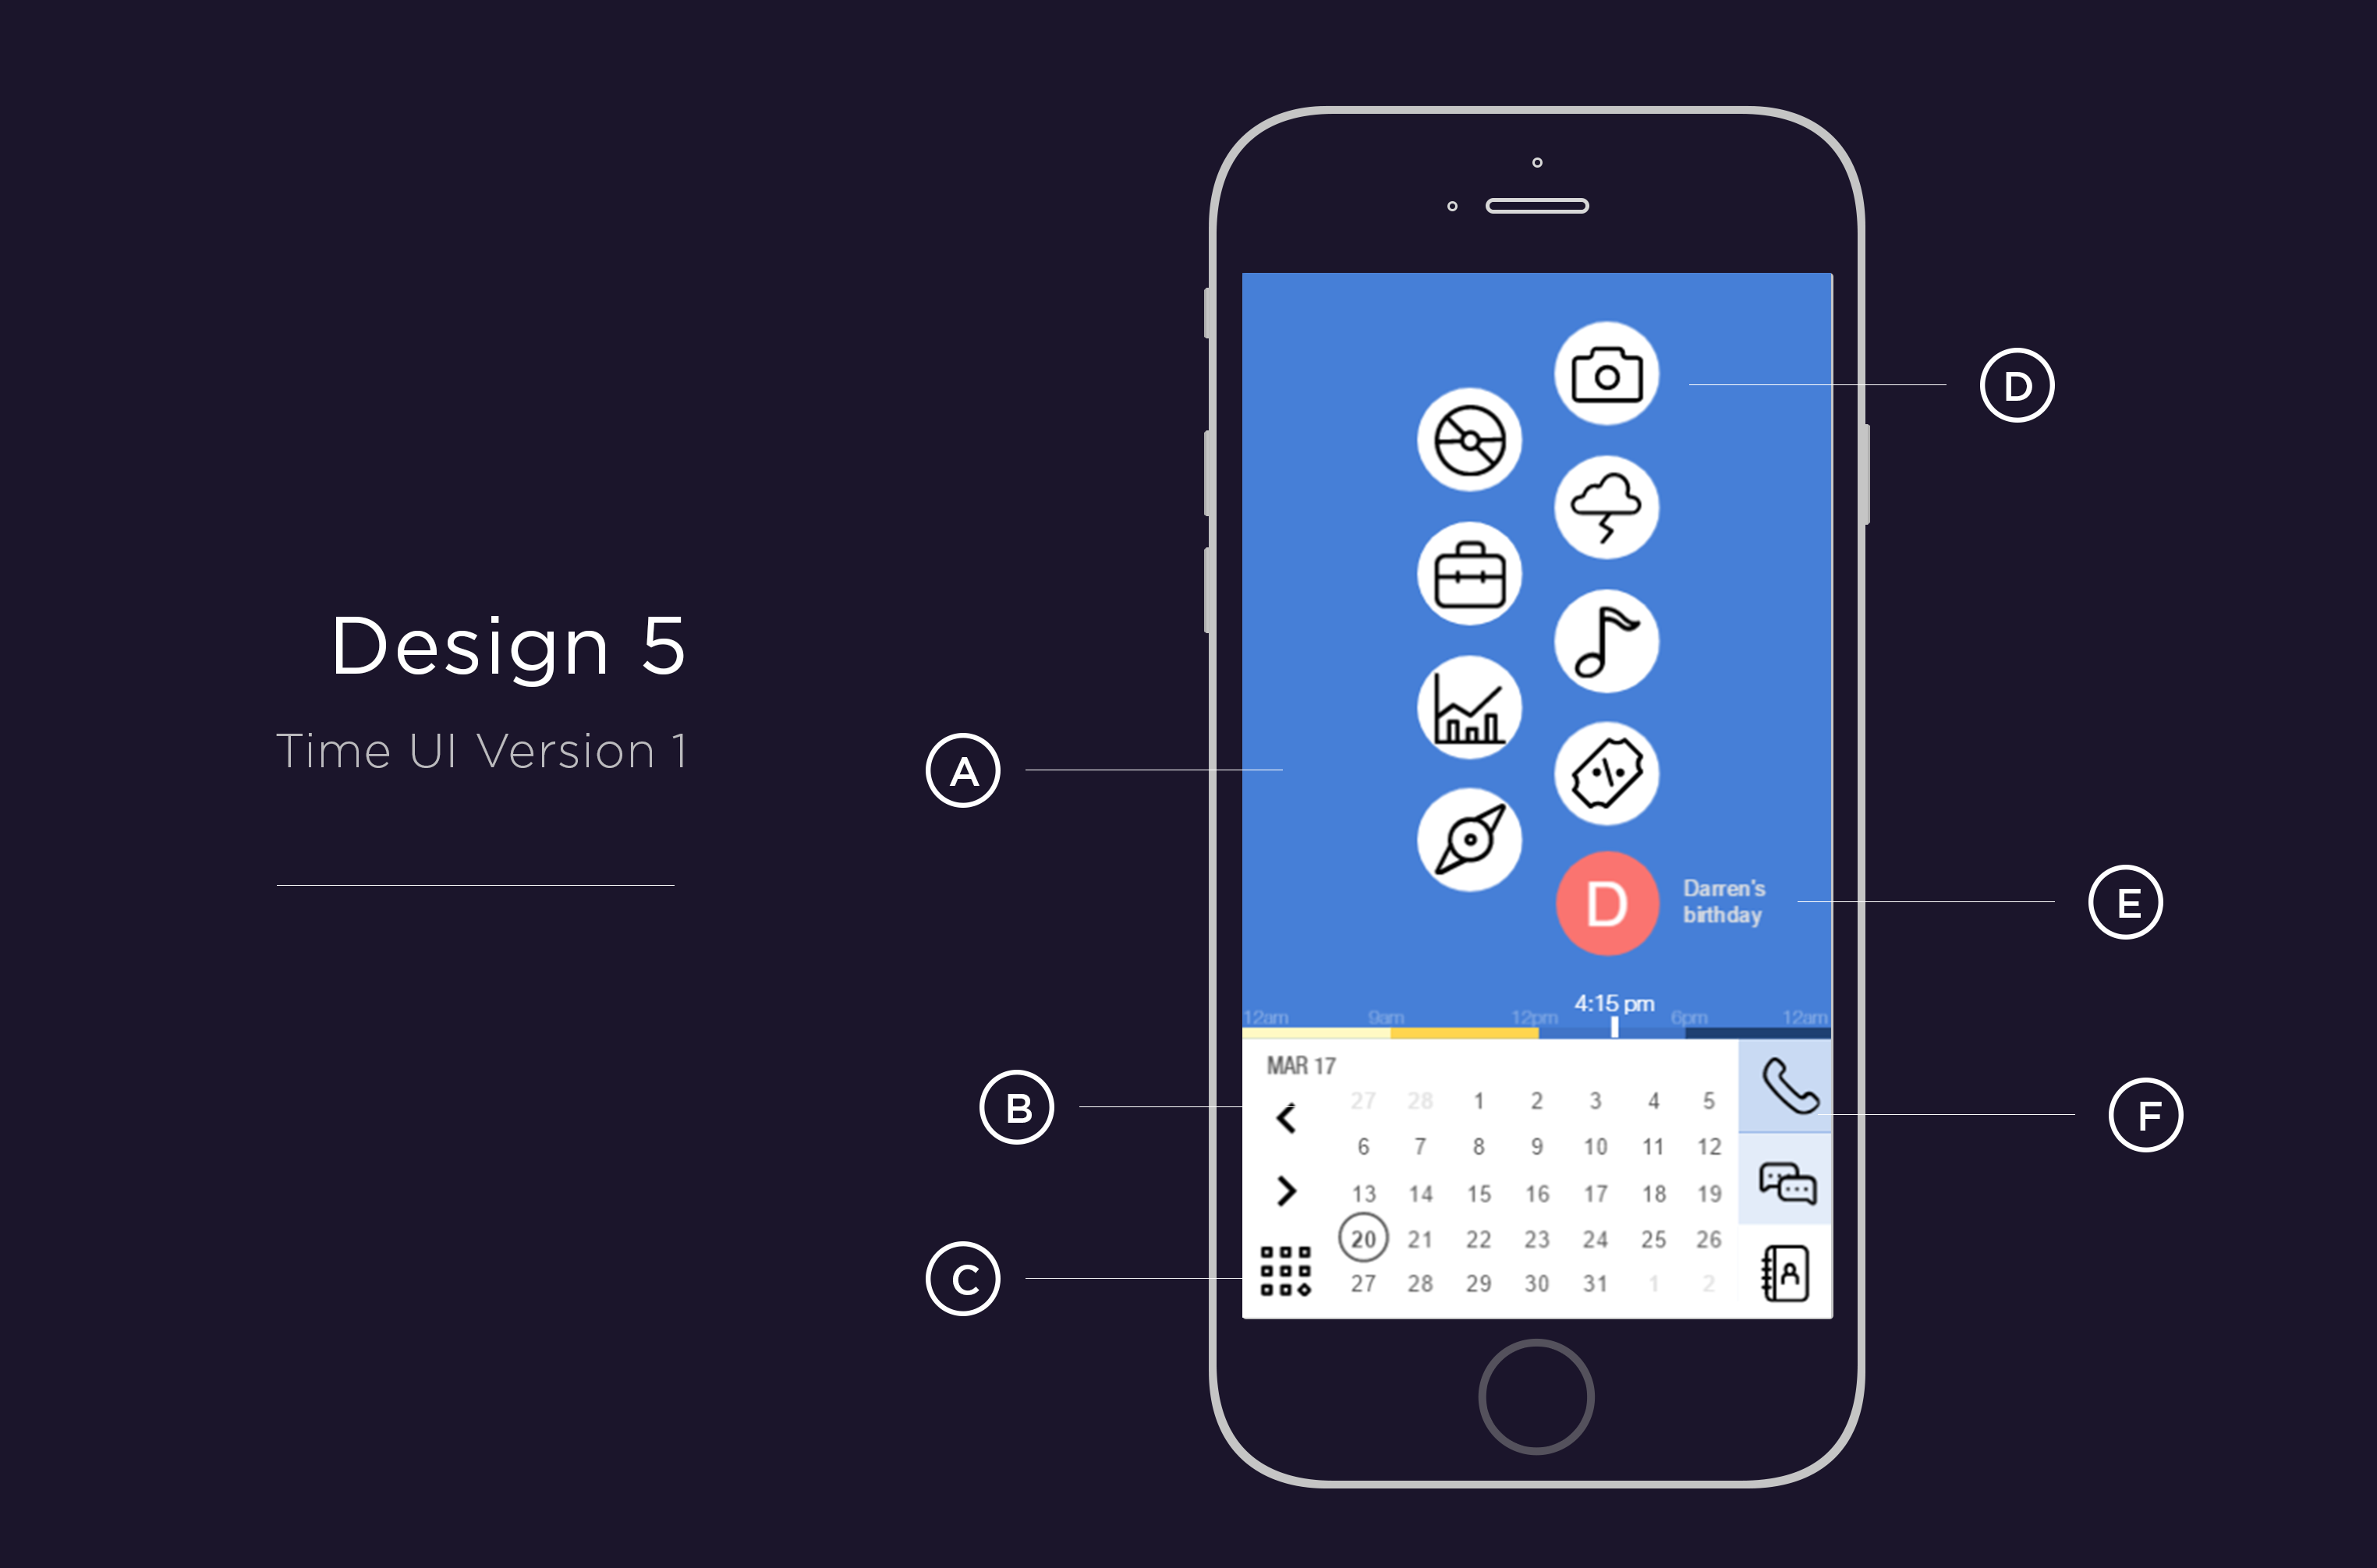 Design 5
Time UI Version 1
A
B
C
D
E
F
D
Darren's
birthday
4:15 pm
12am 9am 12pm 6pm 12am
MAR 17
27 28 1 2 3 4 5
6 7 8 9 10 11 12
13 14 15 16 17 18 19
20 21 22 23 24 25 26
27 28 29 30 31 1 2